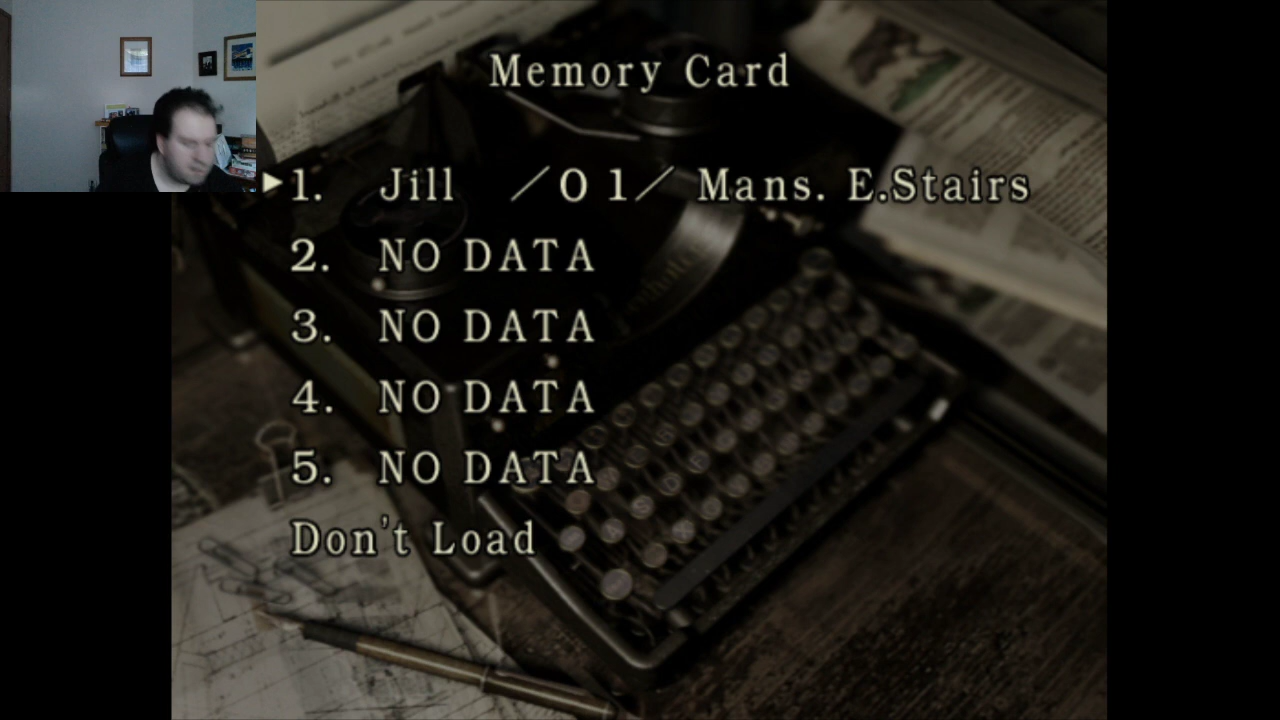 Memory Card
▶1. Jill ／01／ Mans. E.Stairs
2. NO DATA
3. NO DATA
4. NO DATA
5. NO DATA
Don't Load